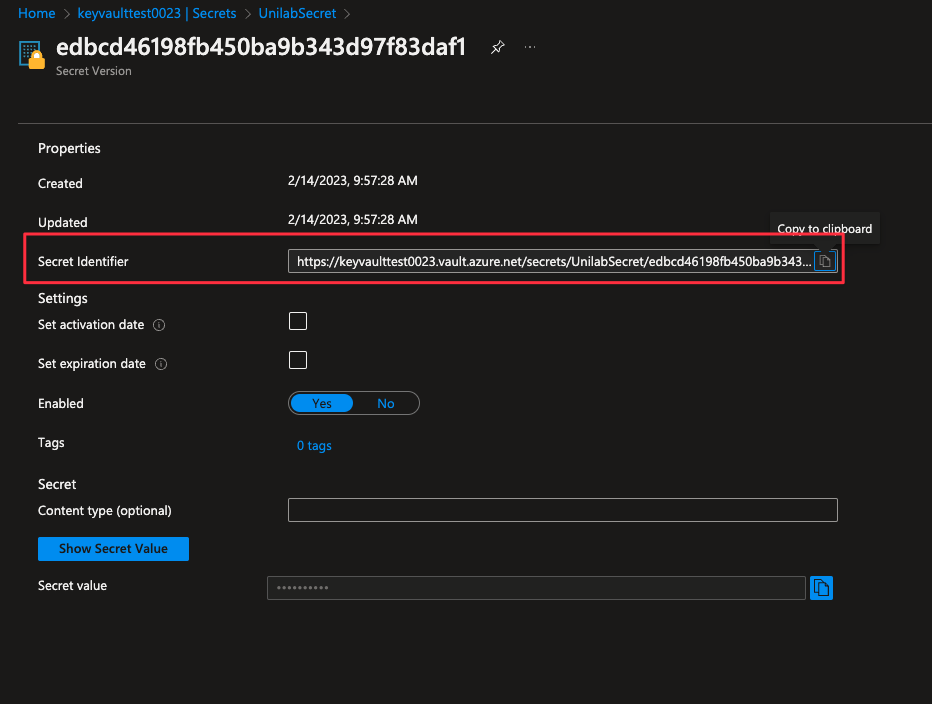 Home > keyvaulttest0023 | Secrets > UnilabSecret >
edbcd46198fb450ba9b343d97f83daf1 ...
Secret Version
Properties
Created 2/14/2023, 9:57:28 AM
Updated 2/14/2023, 9:57:28 AM
Copy to clipboard
Secret Identifier https://keyvaulttest0023.vault.azure.net/secrets/UnilabSecret/edbcd46198fb450ba9b343...
Settings
Set activation date
Set expiration date
Enabled Yes No
Tags 0 tags
Secret
Content type (optional)
Show Secret Value
Secret value ••••••••••